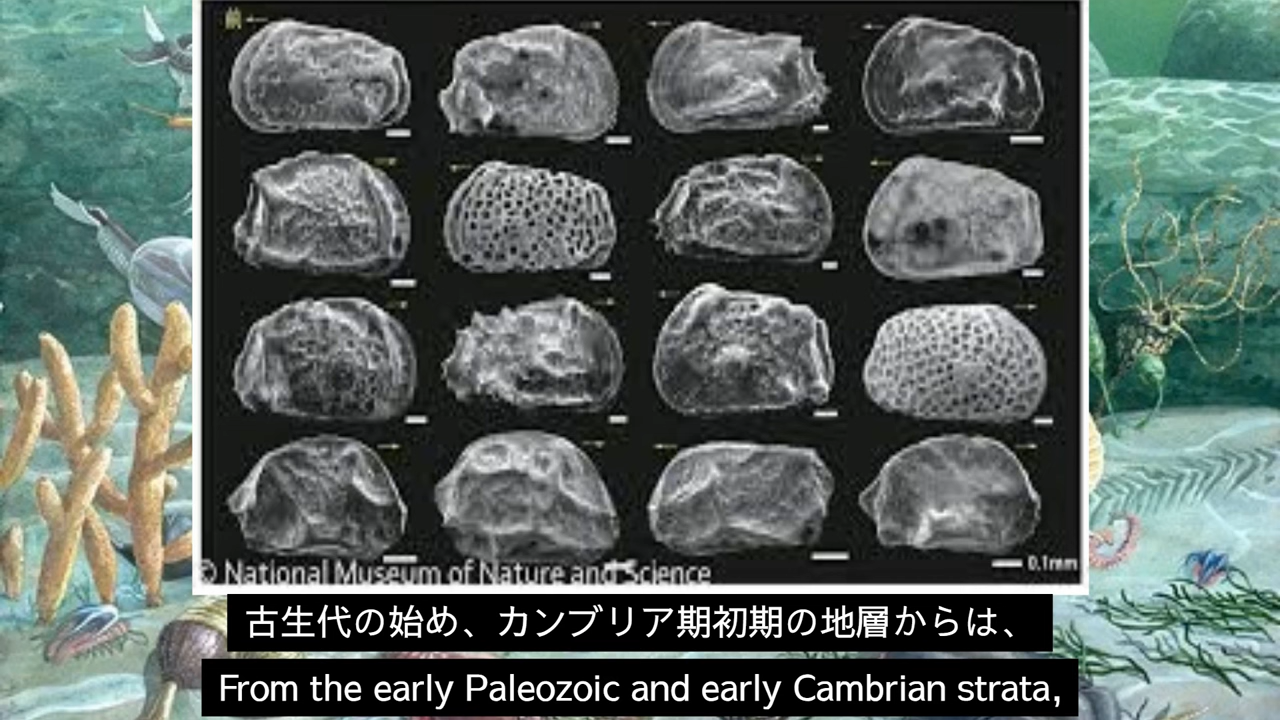 前
0.1mm
© National Museum of Nature and Science
古生代の始め、カンブリア期初期の地層からは、
From the early Paleozoic and early Cambrian strata,